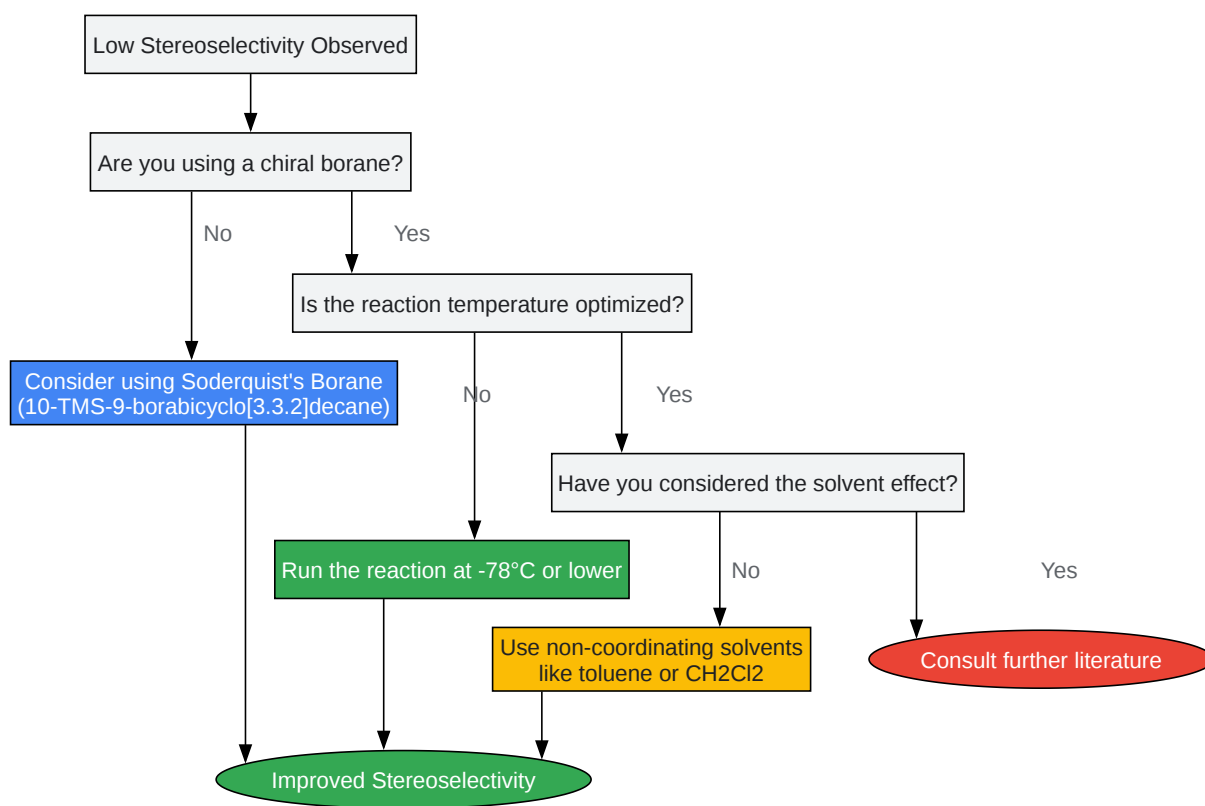 Low Stereoselectivity Observed
Are you using a chiral borane?
No
Yes
Is the reaction temperature optimized?
Consider using Soderquist's Borane
(10-TMS-9-borabicyclo[3.3.2]decane)
No
Yes
Have you considered the solvent effect?
Run the reaction at -78°C or lower
No
Yes
Use non-coordinating solvents
like toluene or CH2Cl2
Consult further literature
Improved Stereoselectivity